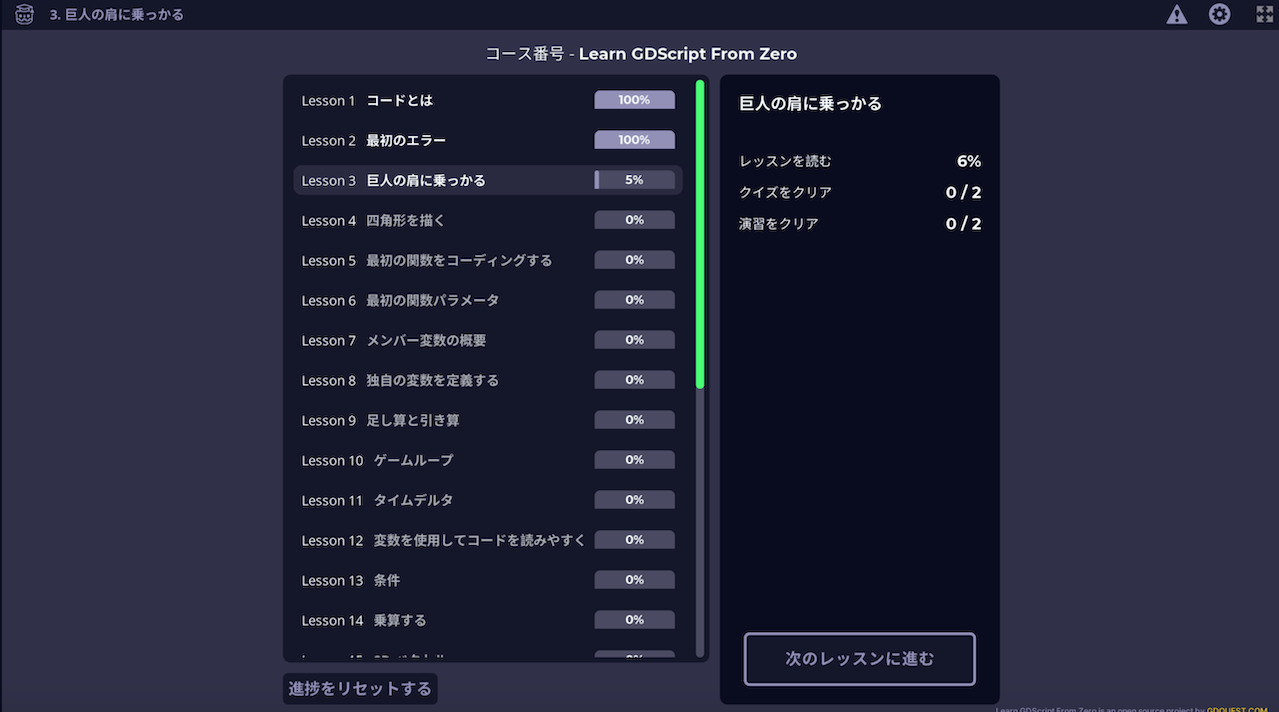 3. 巨人の肩に乗っかる
コース番号 - Learn GDScript From Zero
Lesson 1 コードとは 100%
Lesson 2 最初のエラー 100%
Lesson 3 巨人の肩に乗っかる 5%
Lesson 4 四角形を描く 0%
Lesson 5 最初の関数をコーディングする 0%
Lesson 6 最初の関数パラメータ 0%
Lesson 7 メンバー変数の概要 0%
Lesson 8 独自の変数を定義する 0%
Lesson 9 足し算と引き算 0%
Lesson 10 ゲームループ 0%
Lesson 11 タイムデルタ 0%
Lesson 12 変数を使用してコードを読みやすく 0%
Lesson 13 条件 0%
Lesson 14 乗算する 0%
進捗をリセットする
巨人の肩に乗っかる
レッスンを読む 6%
クイズをクリア 0 / 2
演習をクリア 0 / 2
次のレッスンに進む
Learn GDScript From Zero is an open source project by GDQUEST.COM